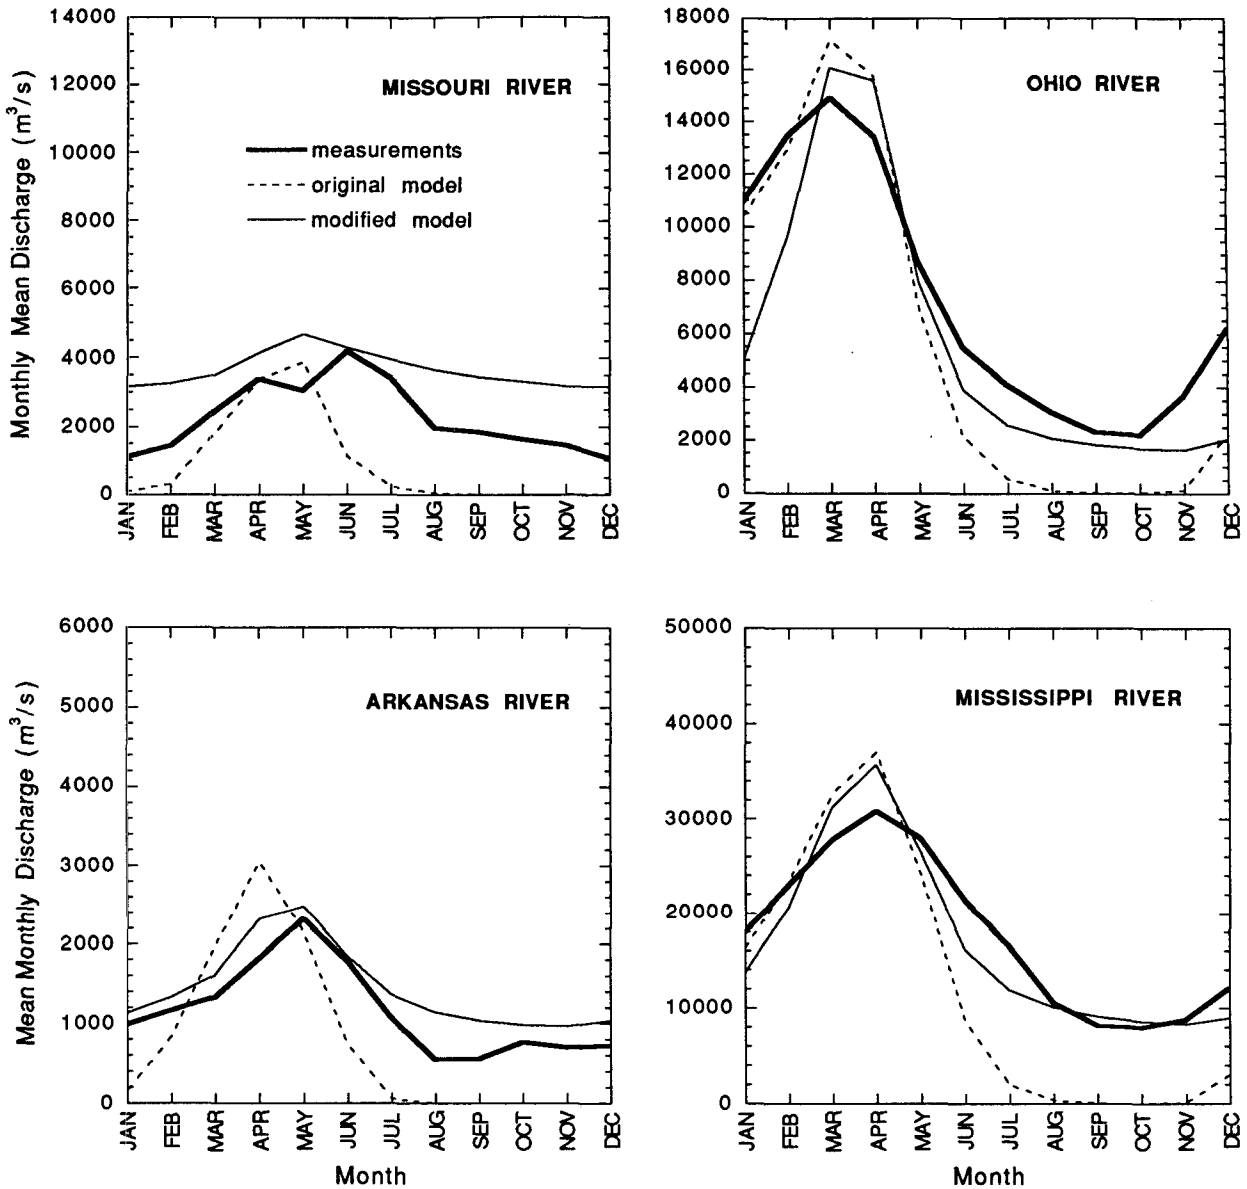 Monthly Mean Discharge (m³/s)
14000
12000
10000
8000
6000
4000
2000
0
MISSOURI RIVER
measurements
original model
modified model
JAN FEB MAR APR MAY JUN JUL AUG SEP OCT NOV DEC
18000
16000
14000
12000
10000
8000
6000
4000
2000
0
OHIO RIVER
JAN FEB MAR APR MAY JUN JUL AUG SEP OCT NOV DEC
Mean Monthly Discharge (m³/s)
6000
5000
4000
3000
2000
1000
0
ARKANSAS RIVER
JAN FEB MAR APR MAY JUN JUL AUG SEP OCT NOV DEC
Month
50000
40000
30000
20000
10000
0
MISSISSIPPI RIVER
JAN FEB MAR APR MAY JUN JUL AUG SEP OCT NOV DEC
Month